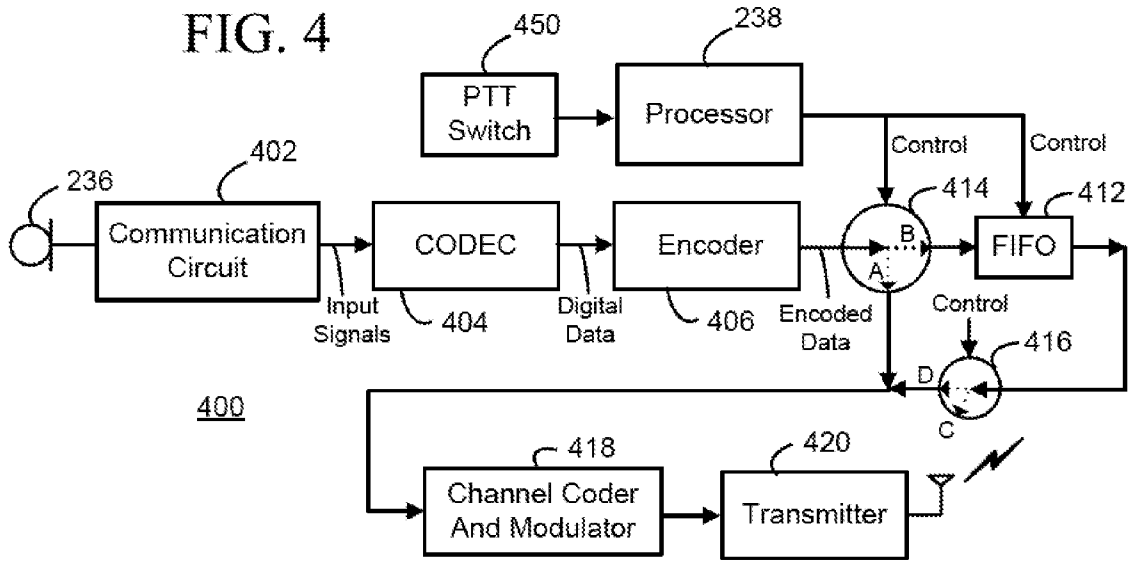 FIG. 4
450
238
PTT
Switch
Processor
402
Control
Control
236
414
412
Communication
Circuit
CODEC
Encoder
B
A
FIFO
Input
Signals
404
Digital
Data
406
Encoded
Data
Control
416
D
C
400
418
420
Channel Coder
And Modulator
Transmitter